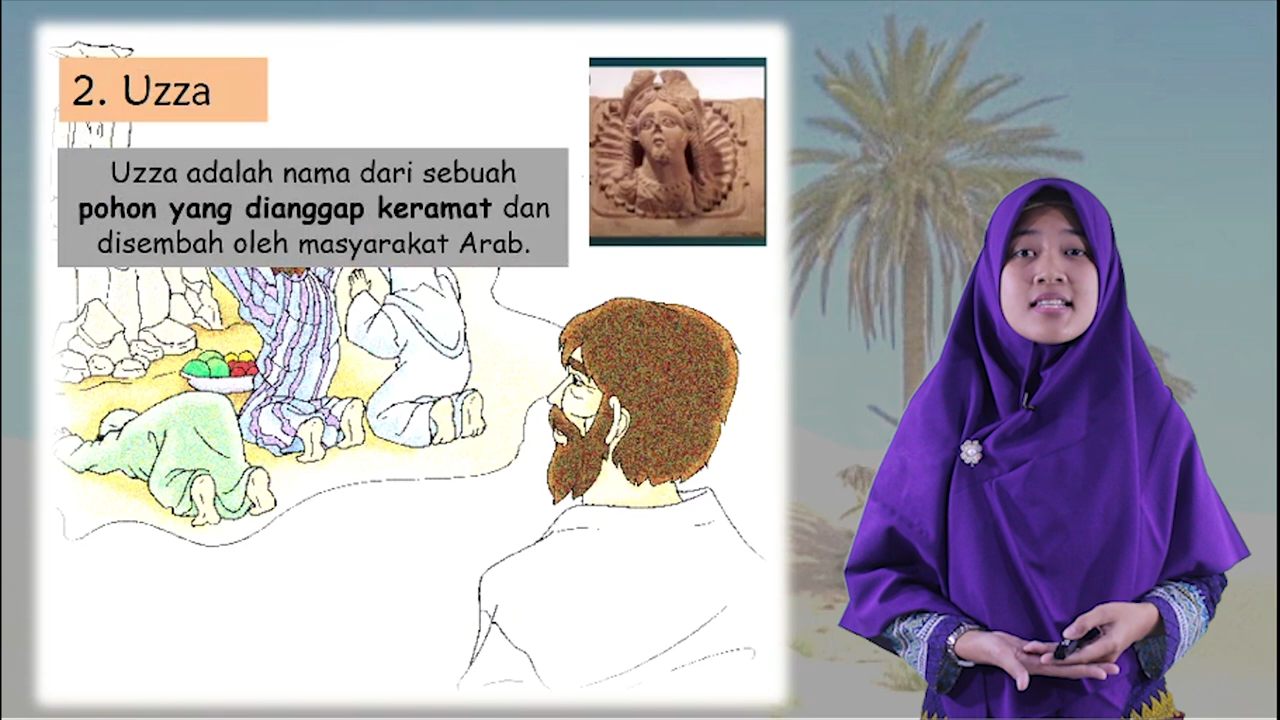 2. Uzza
Uzza adalah nama dari sebuah
pohon yang dianggap keramat dan
disembah oleh masyarakat Arab.